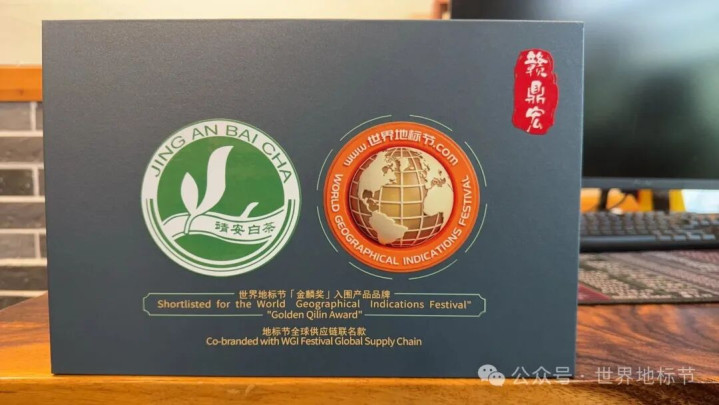 赣鼎宏
JING AN BAI CHA
靖安白茶
www.世界地标节.com
WORLD GEOGRAPHICAL INDICATIONS FESTIVAL
世界地标节「金麟奖」入围产品品牌
Shortlisted for the World Geographical Indications Festival"
"Golden Qilin Award"
地标节全球供应链联名款
Co-branded with WGI Festival Global Supply Chain
公众号·世界地标节